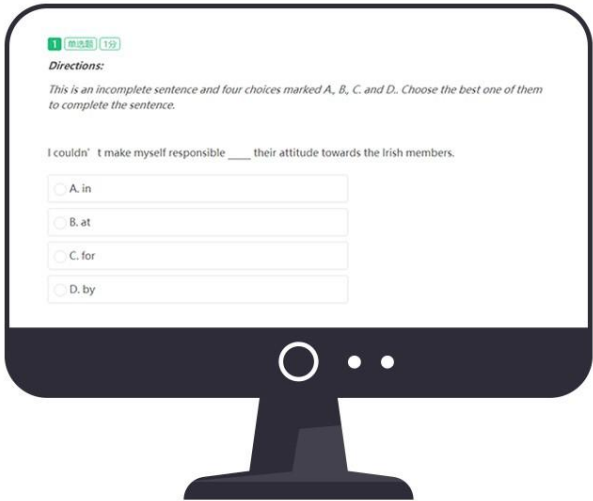 1 单选题 1分
Directions:
This is an incomplete sentence and four choices marked A., B., C. and D.. Choose the best one of them
to complete the sentence.
I couldn' t make myself responsible ____ their attitude towards the Irish members.
A. in
B. at
C. for
D. by